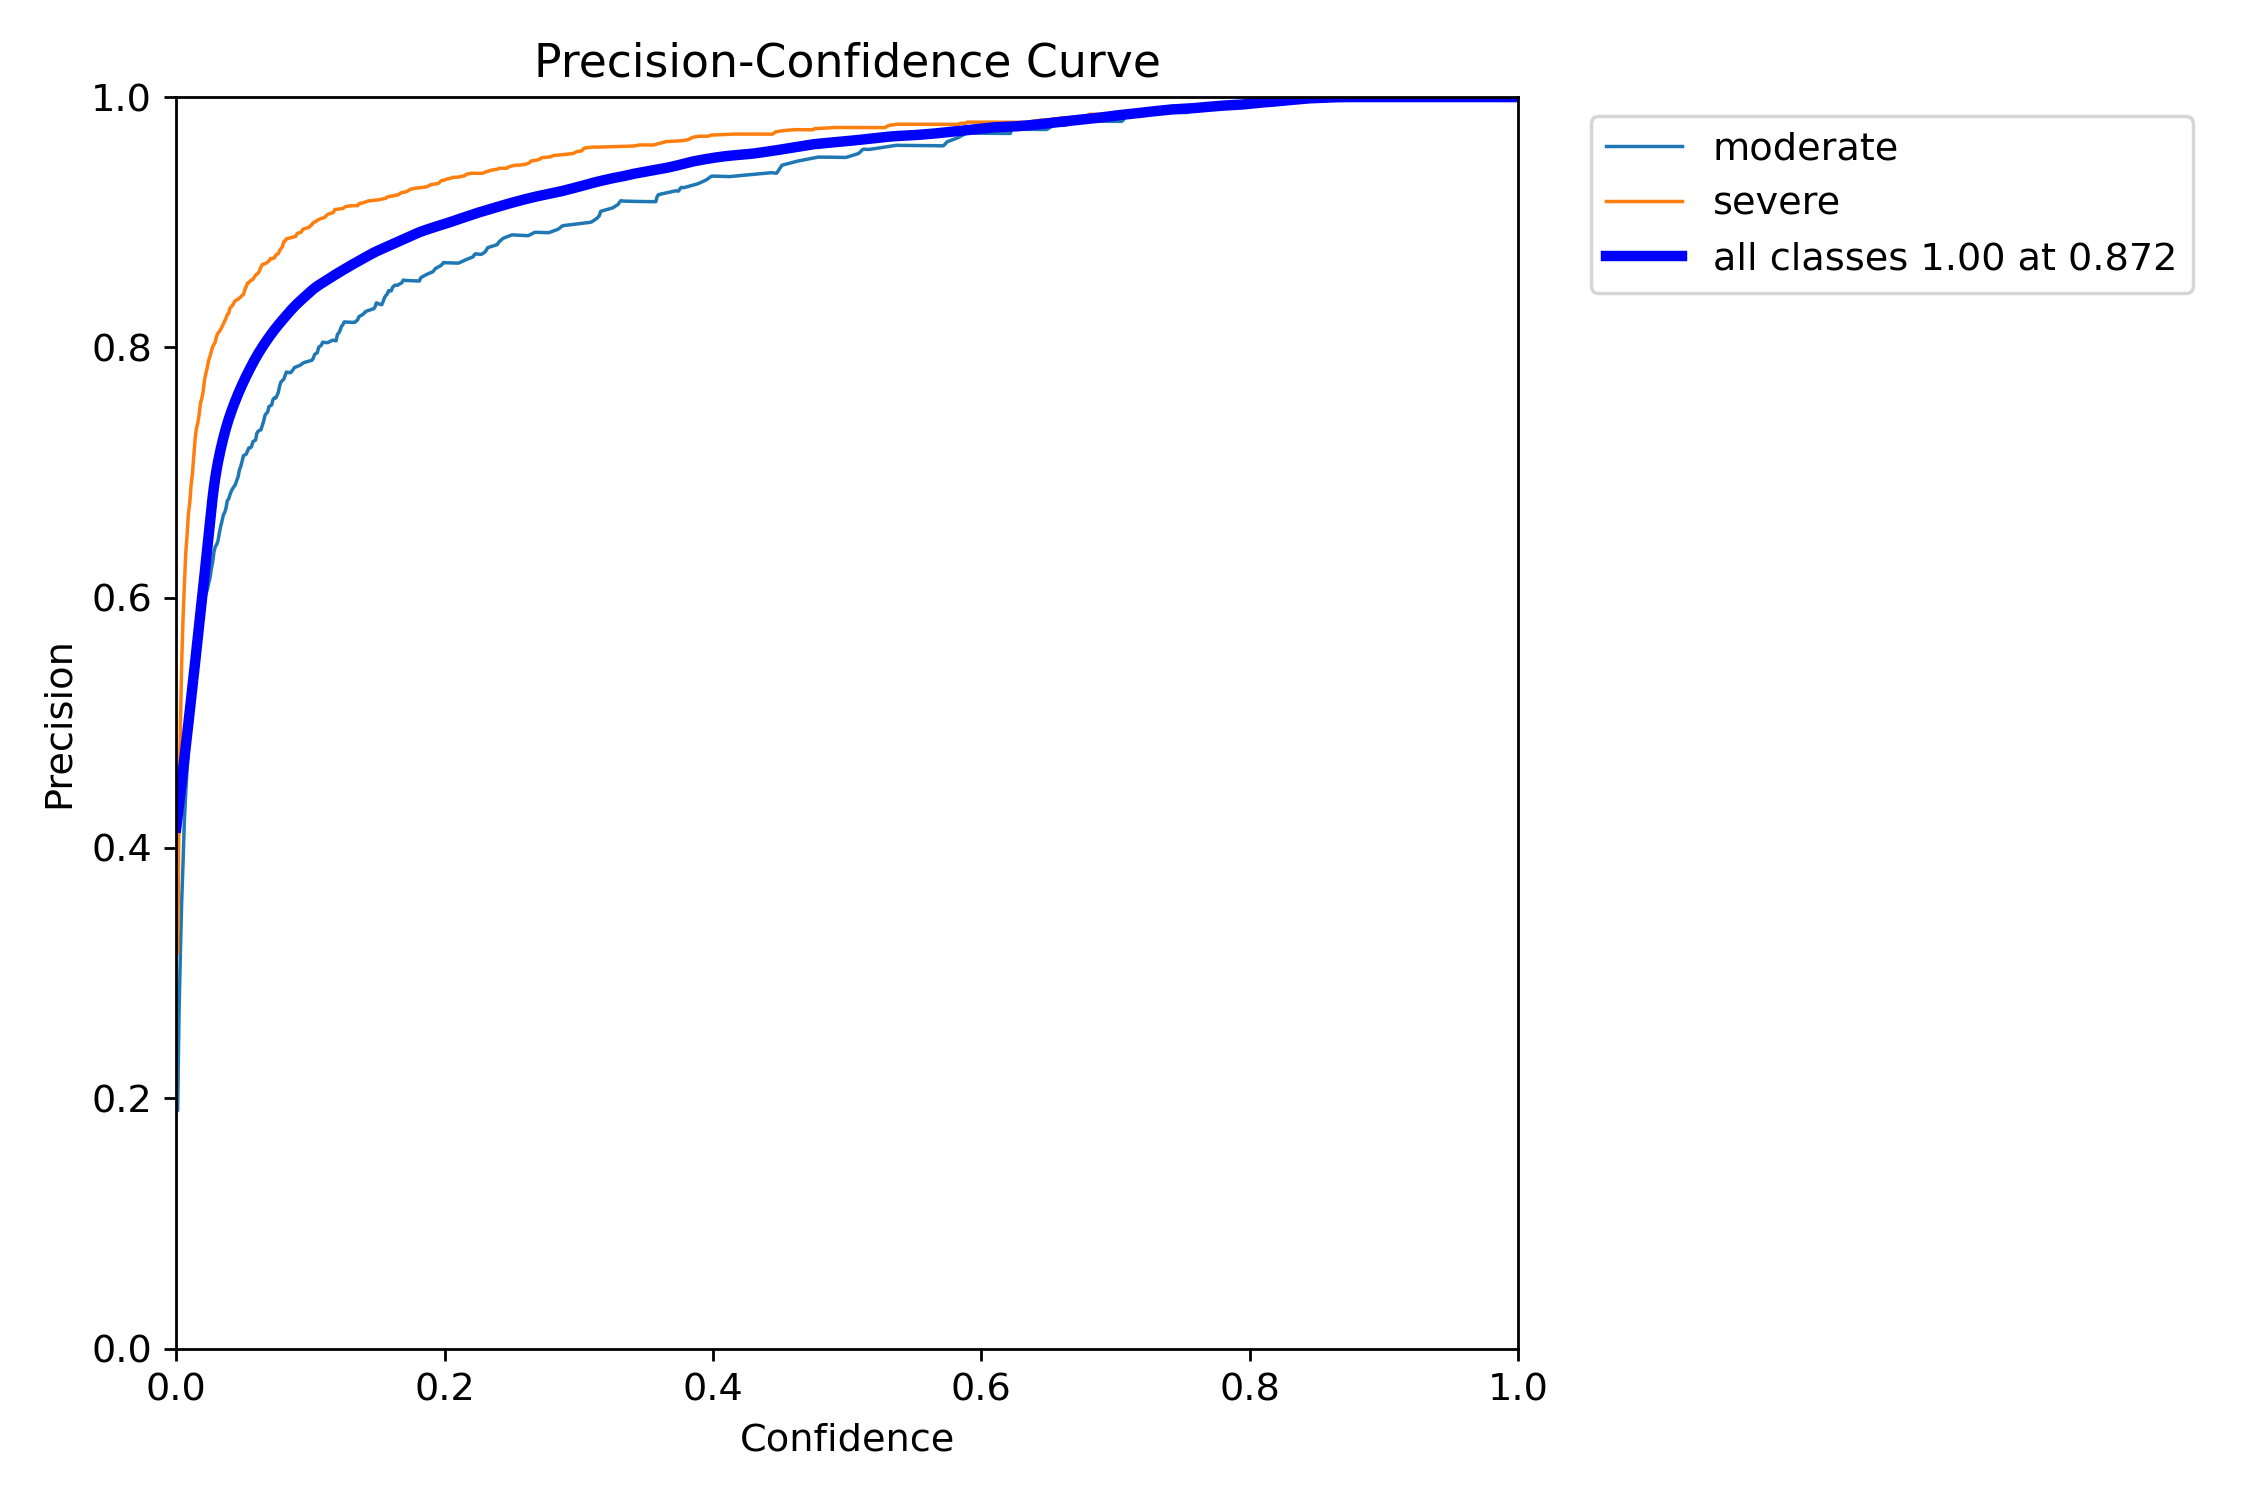 Precision-Confidence Curve
1.0
0.8
0.6
0.4
0.2
0.0
Precision
0.0 0.2 0.4 0.6 0.8 1.0
Confidence
moderate
severe
all classes 1.00 at 0.872